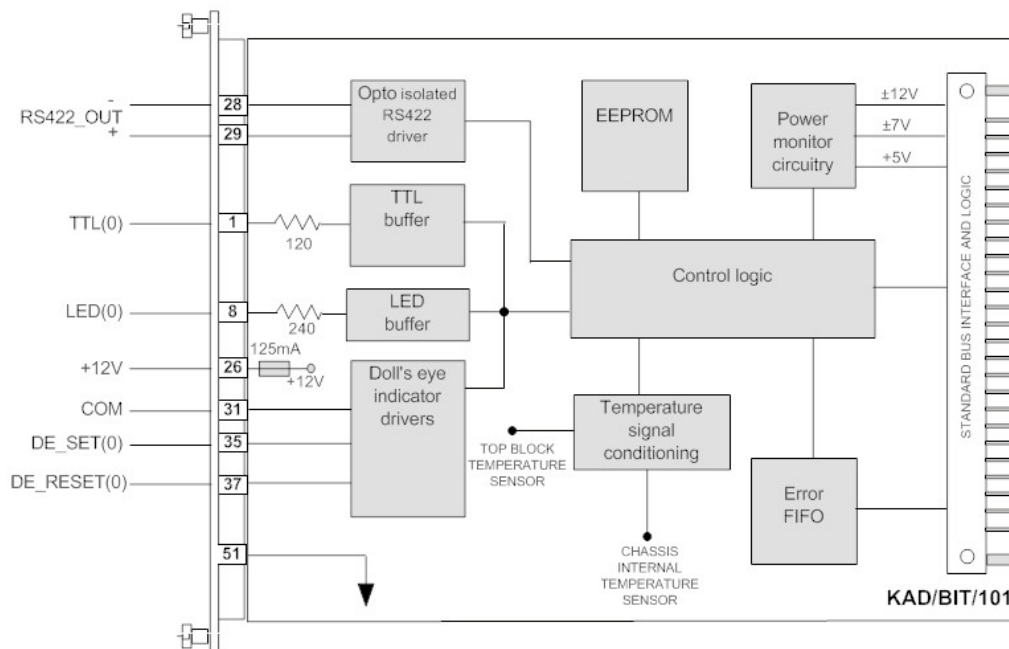 -
RS422_OUT
+
28
29
Opto isolated
RS422
driver
EEPROM
Power
monitor
circuitry
±12V
±7V
+5V
TTL(0)
1
120
TTL
buffer
Control logic
LED(0)
8
240
LED
buffer
+12V
26
125mA
+12V
Doll's eye
indicator
drivers
COM
31
DE_SET(0)
35
DE_RESET(0)
37
51
TOP BLOCK
TEMPERATURE
SENSOR
Temperature
signal
conditioning
CHASSIS
INTERNAL
TEMPERATURE
SENSOR
Error
FIFO
STANDARD BUS INTERFACE AND LOGIC
KAD/BIT/101